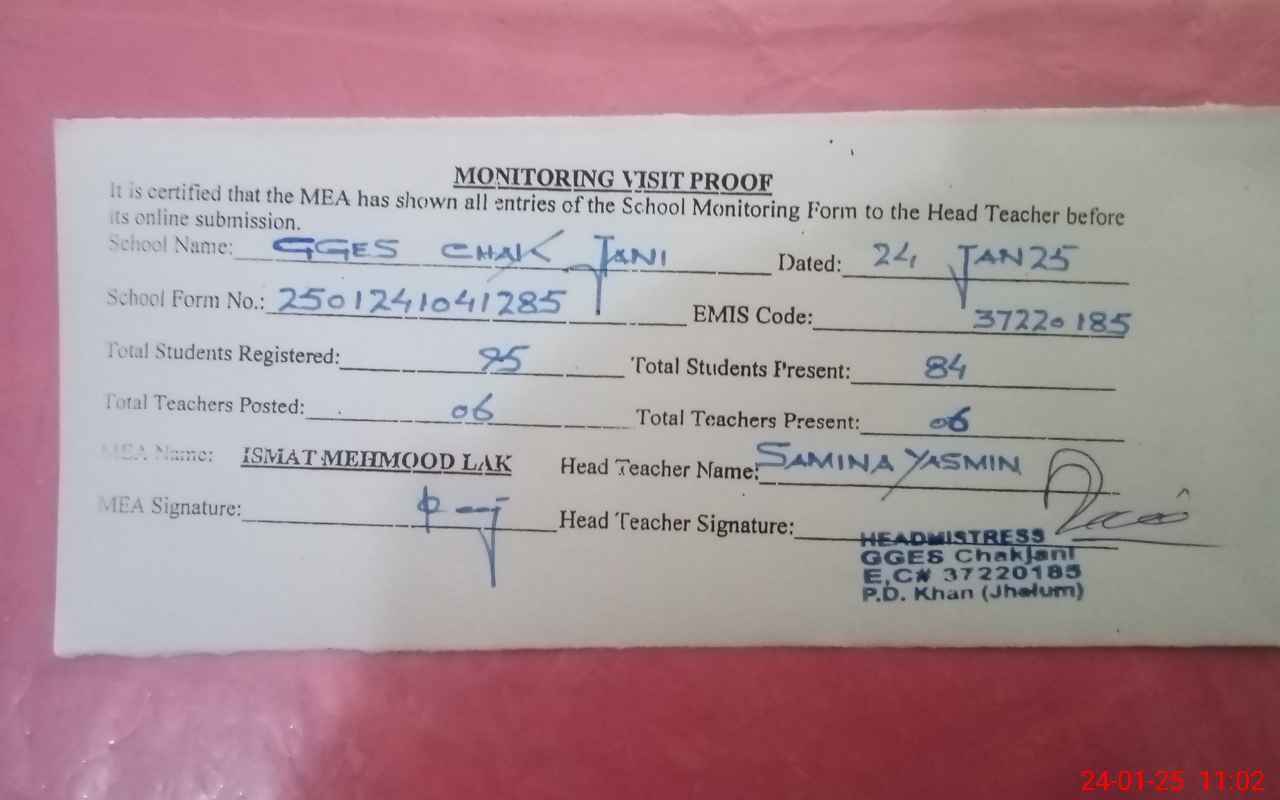 MONITORING VISIT PROOF
It is certified that the MEA has shown all entries of the School Monitoring Form to the Head Teacher before
its online submission.
School Name: GGES CHAK JANI Dated: 24 JAN 25
School Form No.: 2501241041285 EMIS Code: 37220185
Total Students Registered: 95 Total Students Present: 84
Total Teachers Posted: 06 Total Teachers Present: 06
MEA Name: ISMAT MEHMOOD LAK Head Teacher Name: SAMINA YASMIN
MEA Signature: Head Teacher Signature:
HEADMISTRESS
GGES ChakJani
E,C# 37220185
P.D. Khan (Jhelum)
24-01-25 11:02